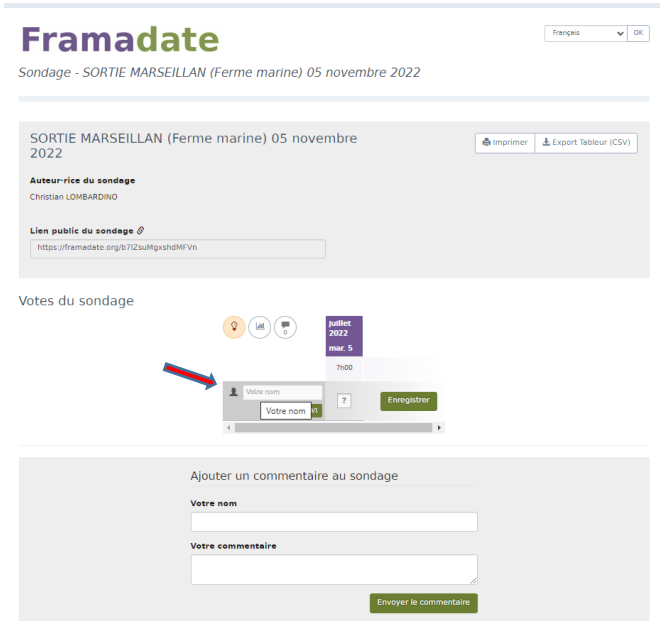 Framadate
Français
OK
Sondage - SORTIE MARSEILLAN (Ferme marine) 05 novembre 2022
SORTIE MARSEILLAN (Ferme marine) 05 novembre
2022
Imprimer
Export Tableur (CSV)
Auteur·rice du sondage
Christian LOMBARDINO
Lien public du sondage
https://framadate.org/b7IZsuMgxshdMFVn
Votes du sondage
0
juillet
2022
mar. 5
7h00
Votre nom
Votre nom
?
Enregistrer
Ajouter un commentaire au sondage
Votre nom
Votre commentaire
Envoyer le commentaire